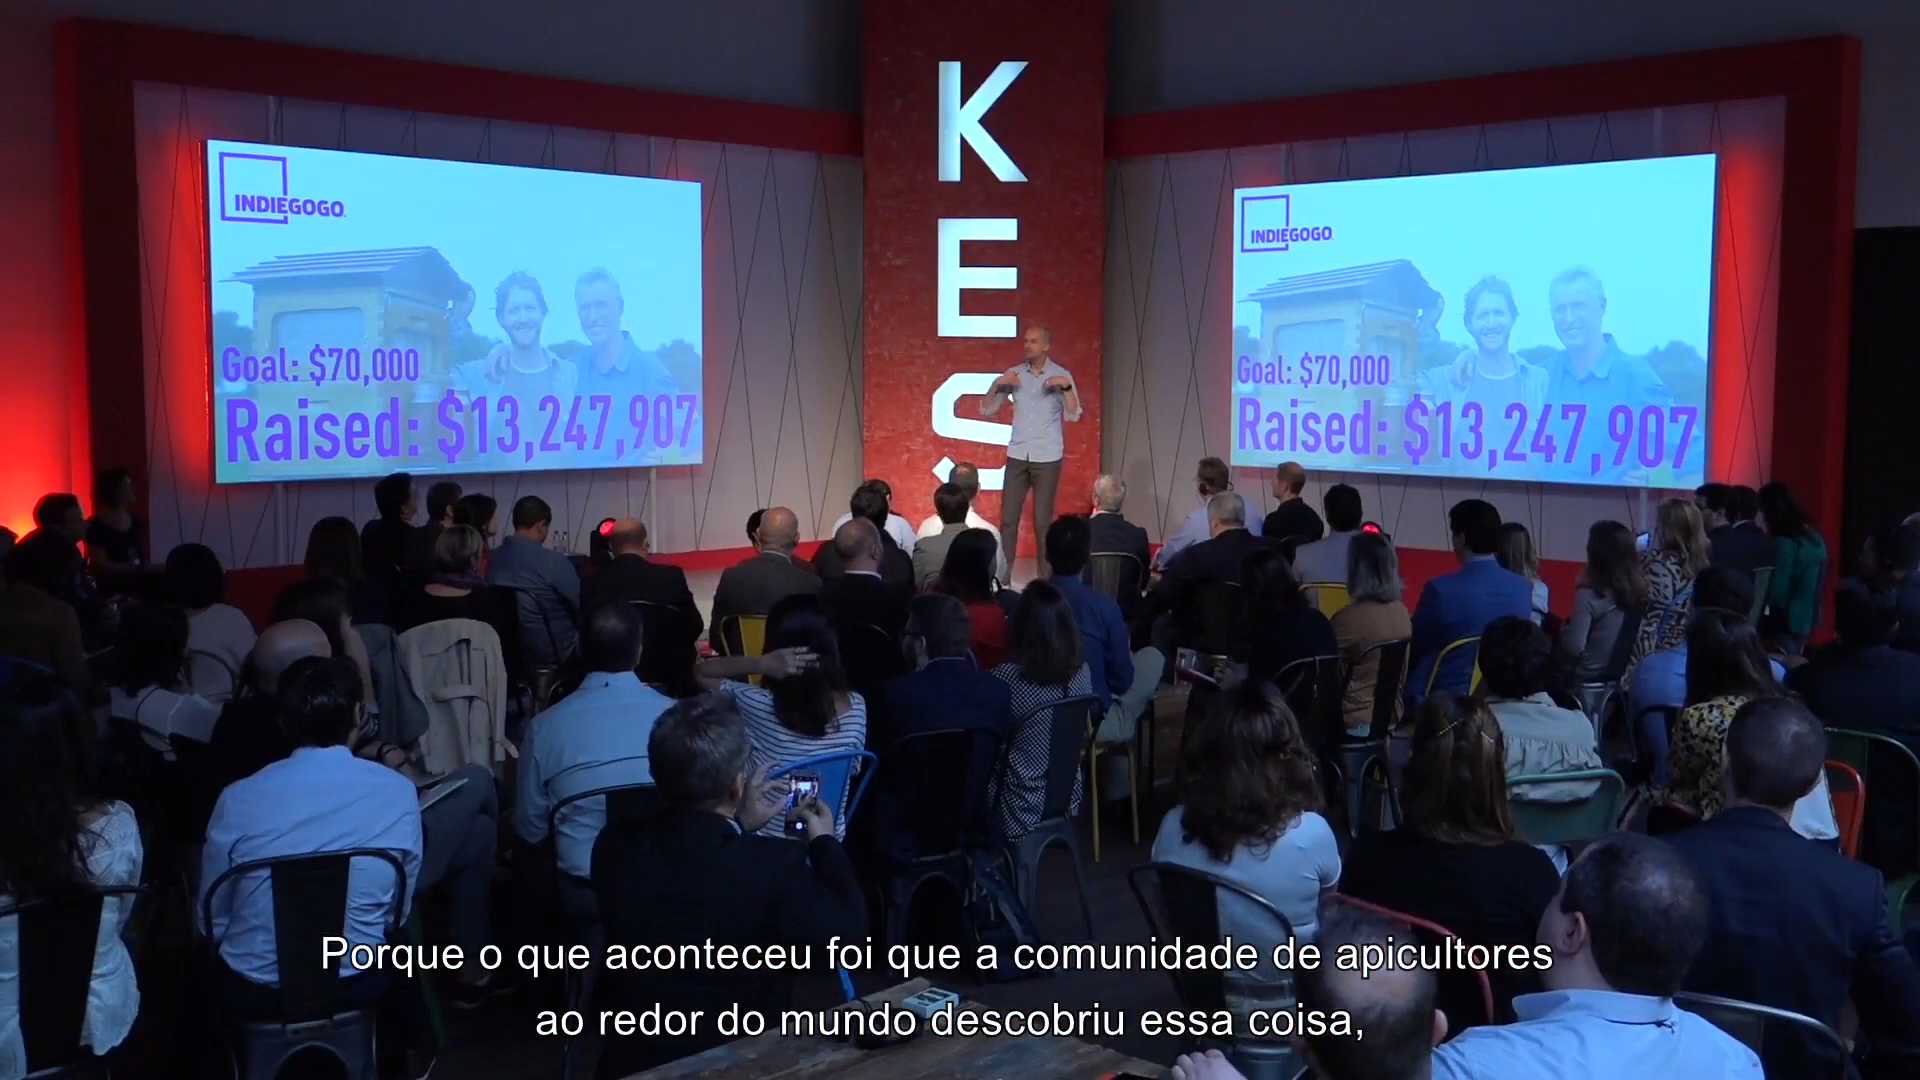 INDIEGOGO
Goal: $70,000
Raised: $13,247,907
K
E
S
INDIEGOGO
Goal: $70,000
Raised: $13,247,907
Porque o que aconteceu foi que a comunidade de apicultores
ao redor do mundo descobriu essa coisa,